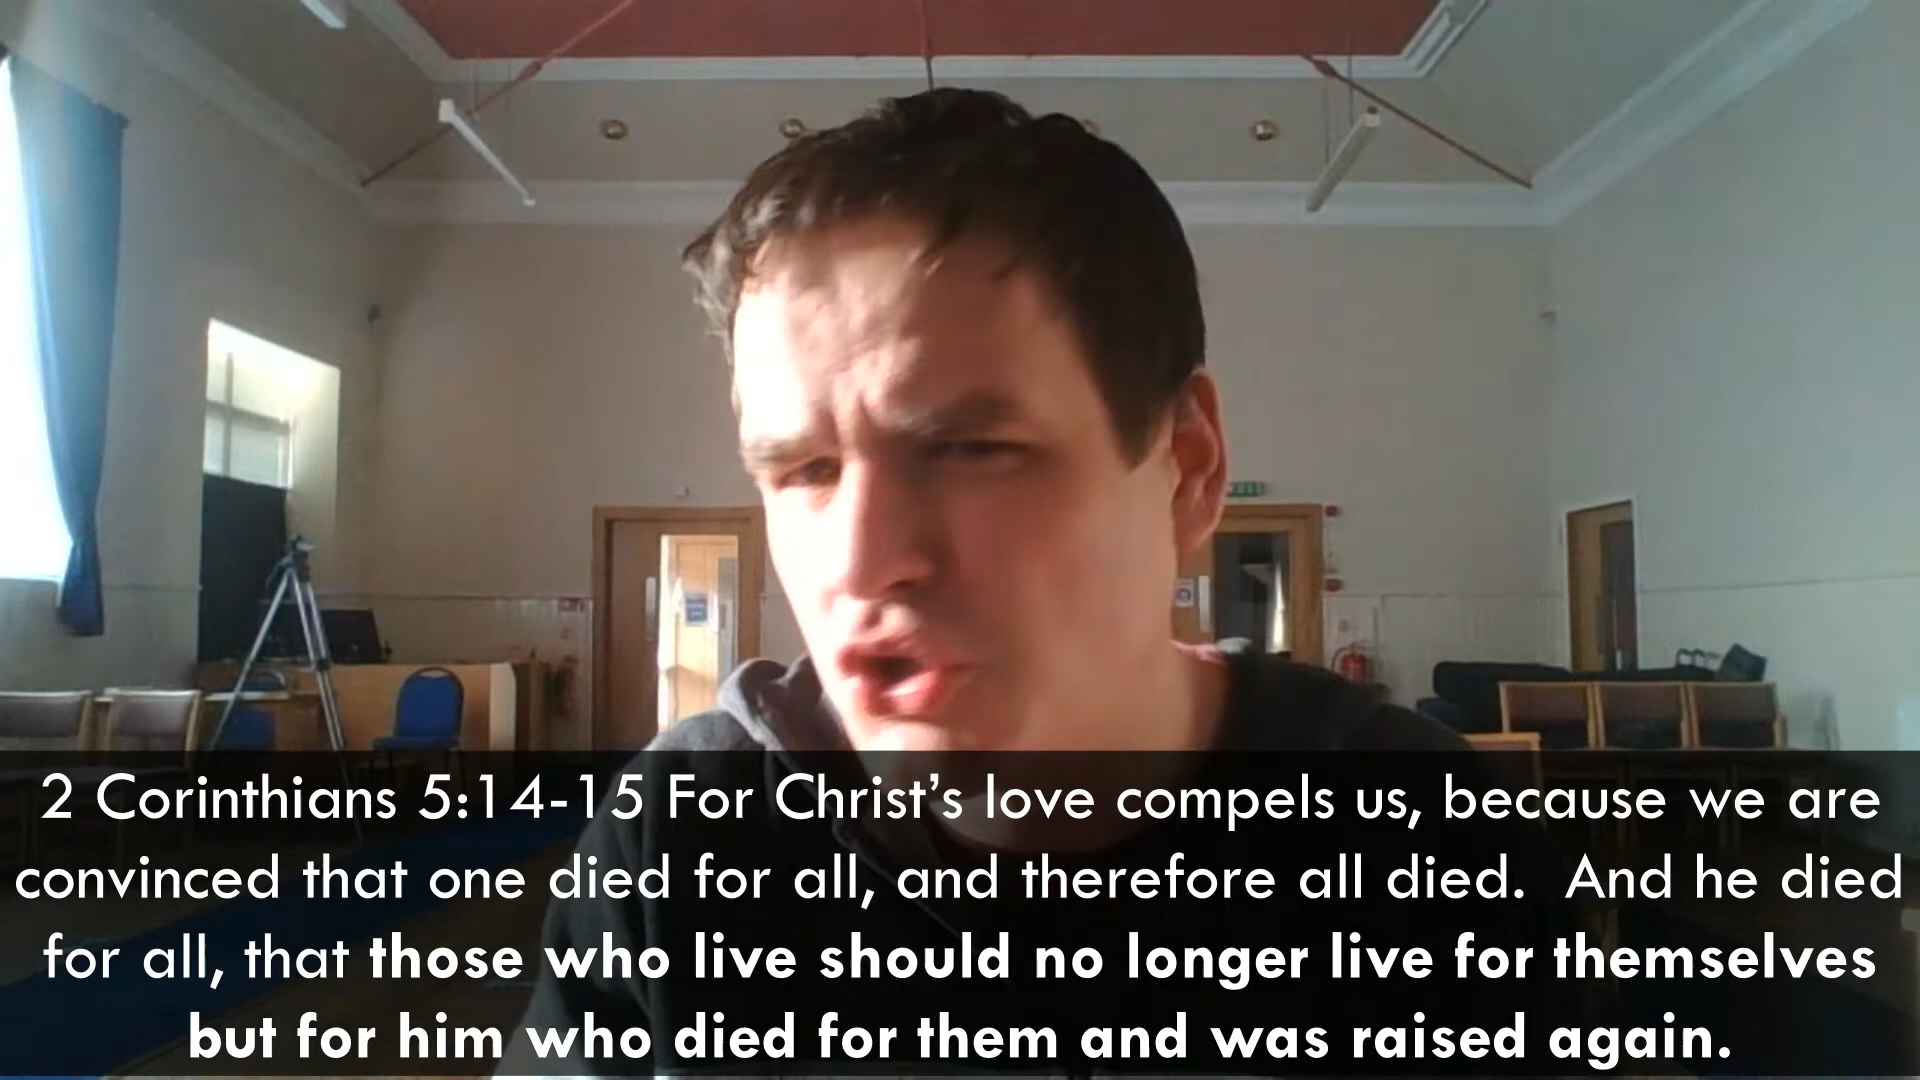 2 Corinthians 5:14-15 For Christ’s love compels us, because we are
convinced that one died for all, and therefore all died.  And he died
for all, that those who live should no longer live for themselves
but for him who died for them and was raised again.